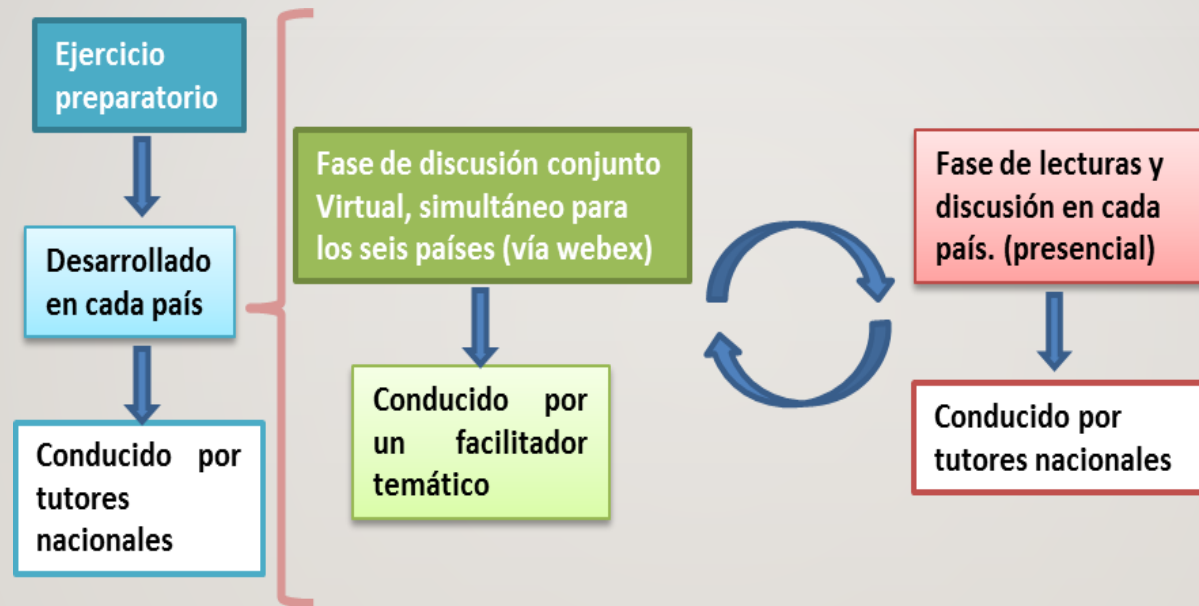 Ejercicio
preparatorio
Desarrollado
en cada país
Conducido por
tutores
nacionales
Fase de discusión conjunto
Virtual, simultáneo para
los seis países (vía webex)
Conducido por
un facilitador
temático
Fase de lecturas y
discusión en cada
país. (presencial)
Conducido por
tutores nacionales